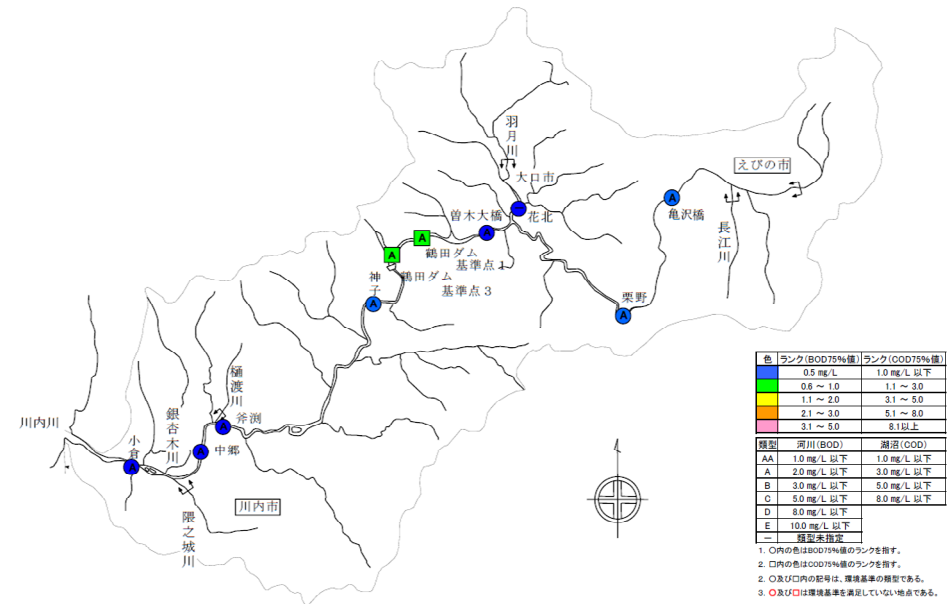 羽月川
大口市
えびの市
曽木大橋
花北
A
亀沢橋
長江川
A
A
鶴田ダム
基準点1
A
鶴田ダム
基準点3
神子
A
栗野
A
樋渡川
斧渕
A
川内川
銀杏木川
小倉
A
中郷
A
川内市
隈之城川
色 ランク(BOD75%値) ランク(COD75%値)
0.5 mg/L 1.0 mg/L 以下
0.6 ～ 1.0 1.1 ～ 3.0
1.1 ～ 2.0 3.1 ～ 5.0
2.1 ～ 3.0 5.1 ～ 8.0
3.1 ～ 5.0 8.1以上
類型 河川(BOD) 湖沼(COD)
AA 1.0 mg/L 以下 1.0 mg/L 以下
A 2.0 mg/L 以下 3.0 mg/L 以下
B 3.0 mg/L 以下 5.0 mg/L 以下
C 5.0 mg/L 以下 8.0 mg/L 以下
D 8.0 mg/L 以下
E 10.0 mg/L 以下
－ 類型未指定
1. ○内の色はBOD75%値のランクを指す。
2. □内の色はCOD75%値のランクを指す。
2. ○及び□内の記号は、環境基準の類型である。
3. ○及び□は環境基準を満足していない地点である。